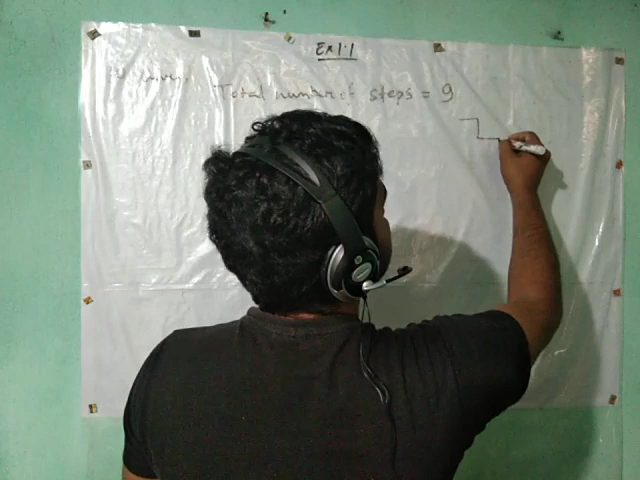 Ex 1.1
Total number of steps = 9